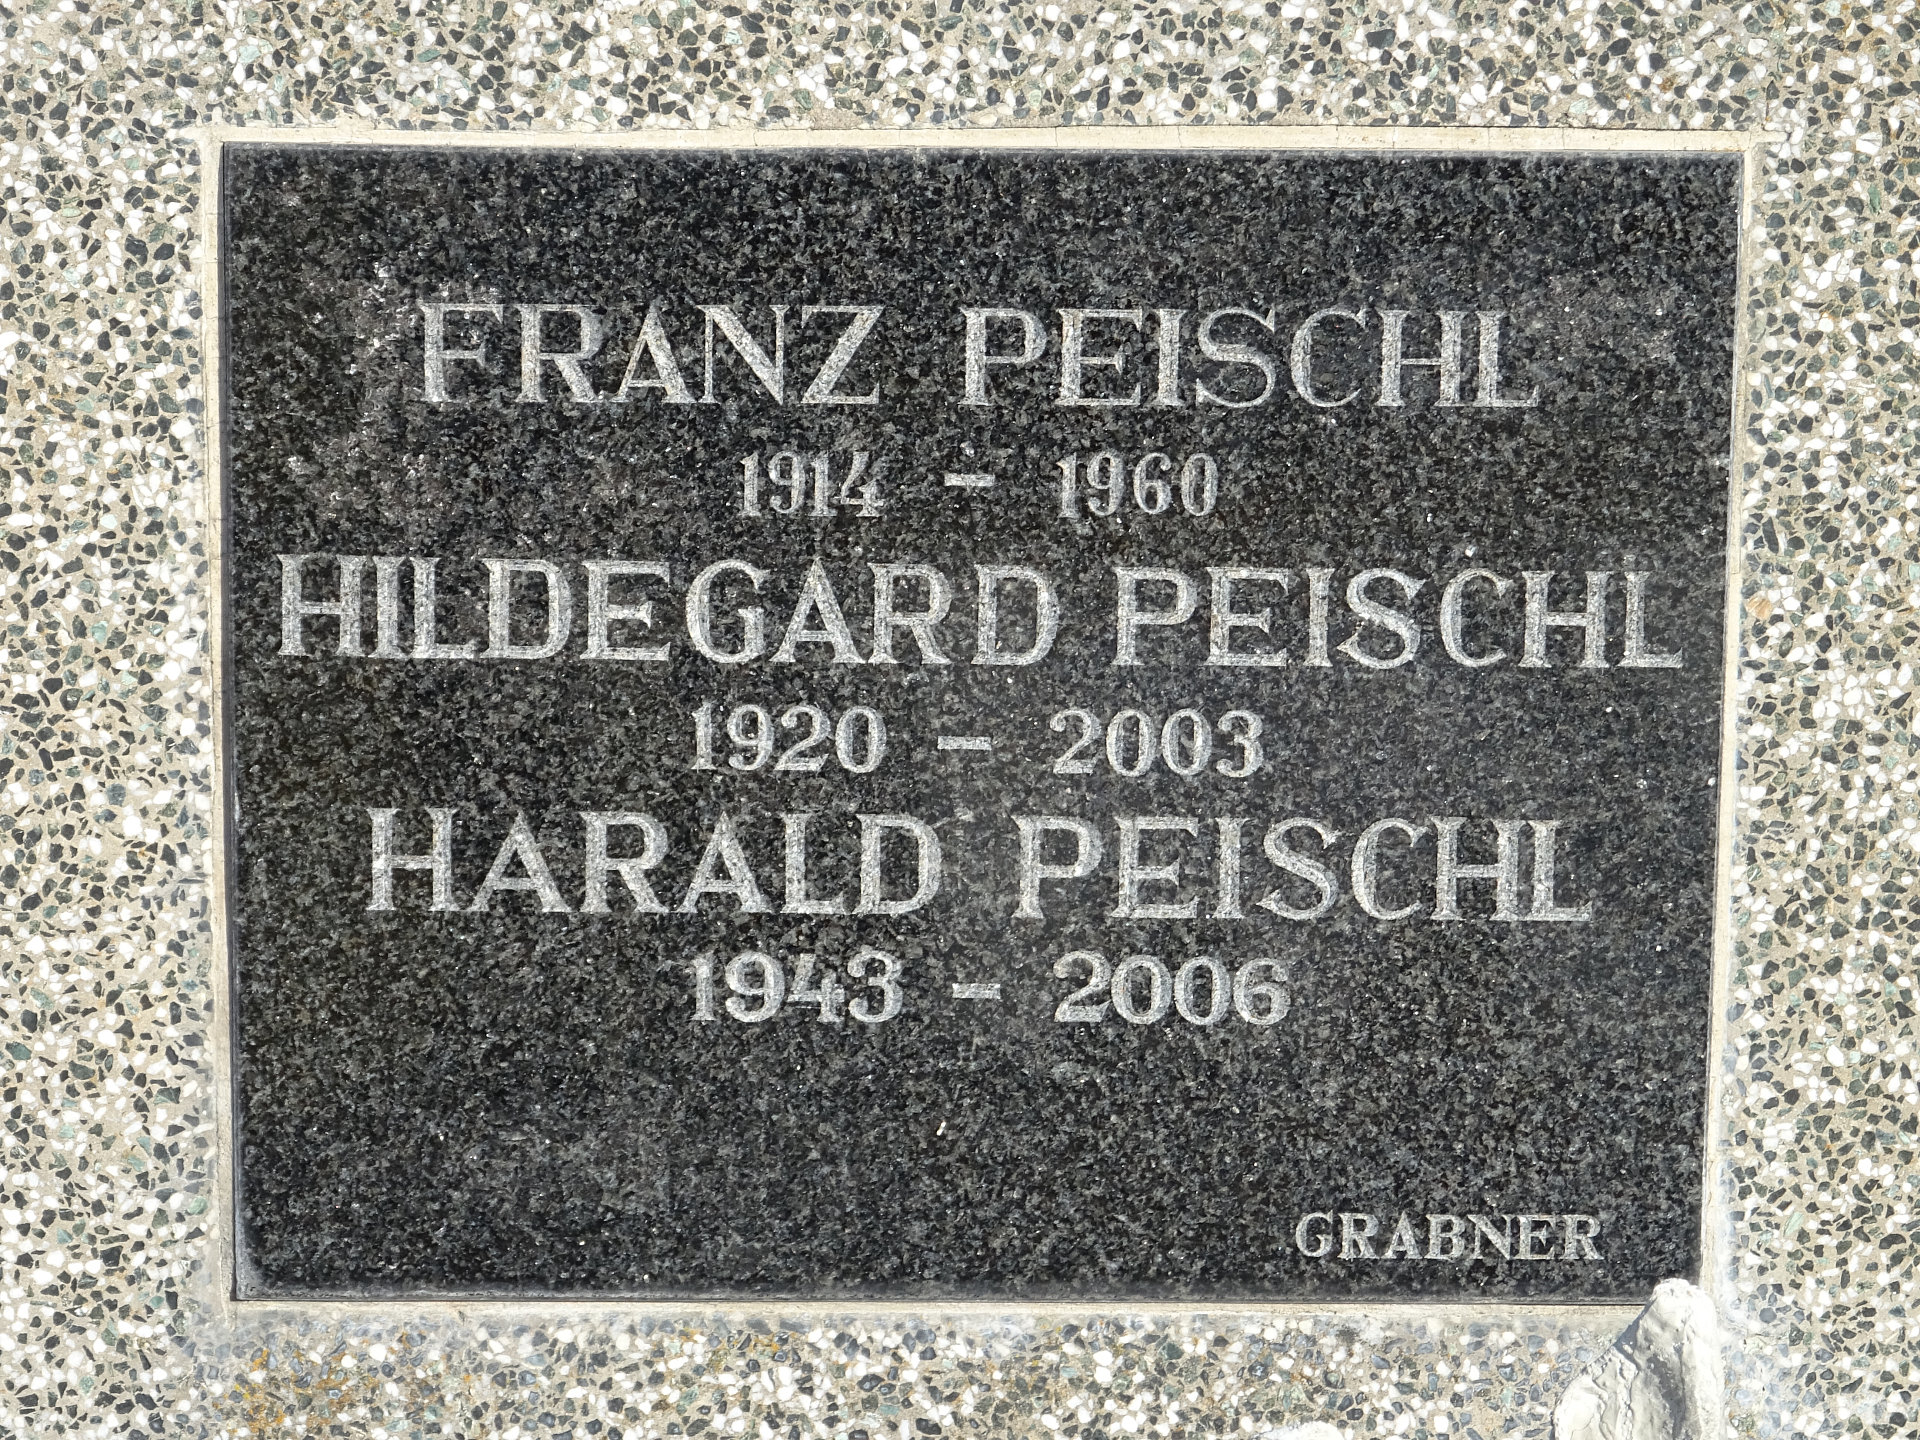 FRANZ PEISCHL
1914 - 1960
HILDEGARD PEISCHL
1920 - 2003
HARALD PEISCHL
1943 - 2006
GRABNER